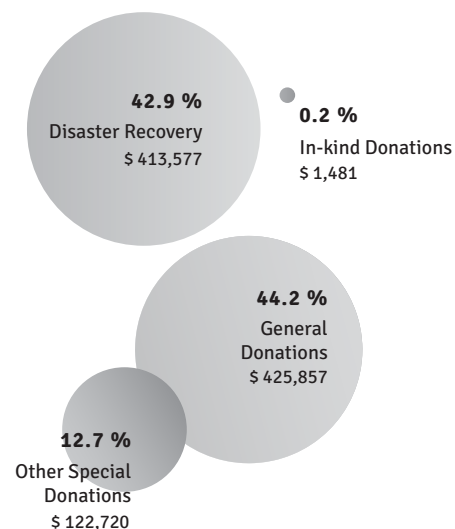 42.9 %
Disaster Recovery
$ 413,577
0.2 %
In-kind Donations
$ 1,481
44.2 %
General
Donations
$ 425,857
12.7 %
Other Special
Donations
$ 122,720